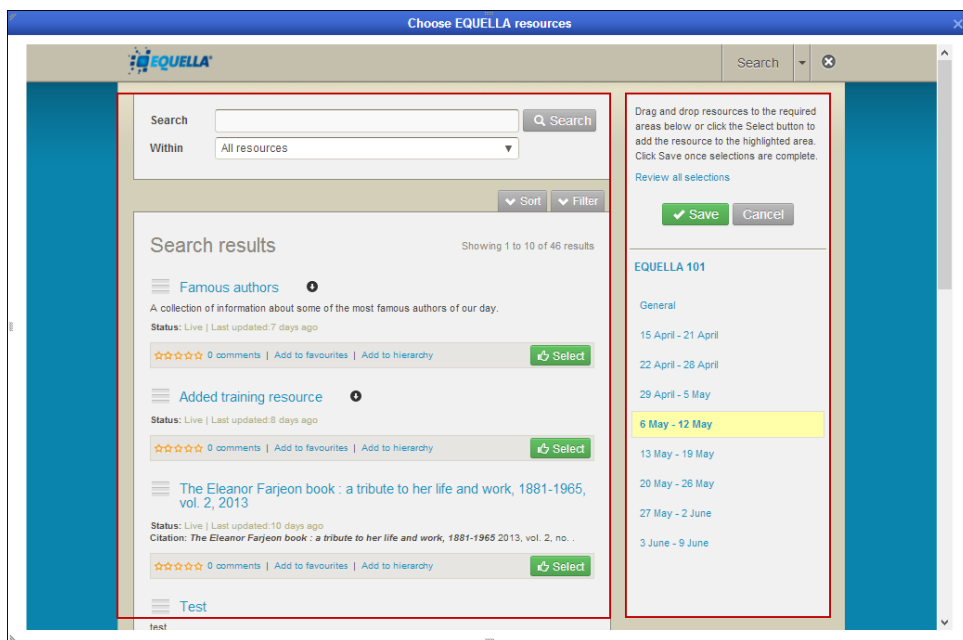 Choose EQUELLA resources
EQUELLA
Search
Search
Search
Within
All resources
Sort
Filter
Search results
Showing 1 to 10 of 46 results
Famous authors
A collection of information about some of the most famous authors of our day.
Status: Live | Last updated:7 days ago
0 comments | Add to favourites | Add to hierarchy
Select
Added training resource
Status: Live | Last updated:8 days ago
0 comments | Add to favourites | Add to hierarchy
Select
The Eleanor Farjeon book : a tribute to her life and work, 1881-1965,
vol. 2, 2013
Status: Live | Last updated:10 days ago
Citation: The Eleanor Farjeon book : a tribute to her life and work, 1881-1965 2013, vol. 2, no. .
0 comments | Add to favourites | Add to hierarchy
Select
Test
test
Drag and drop resources to the required
areas below or click the Select button to
add the resource to the highlighted area.
Click Save once selections are complete.
Review all selections
Save
Cancel
EQUELLA 101
General
15 April - 21 April
22 April - 28 April
29 April - 5 May
6 May - 12 May
13 May - 19 May
20 May - 26 May
27 May - 2 June
3 June - 9 June